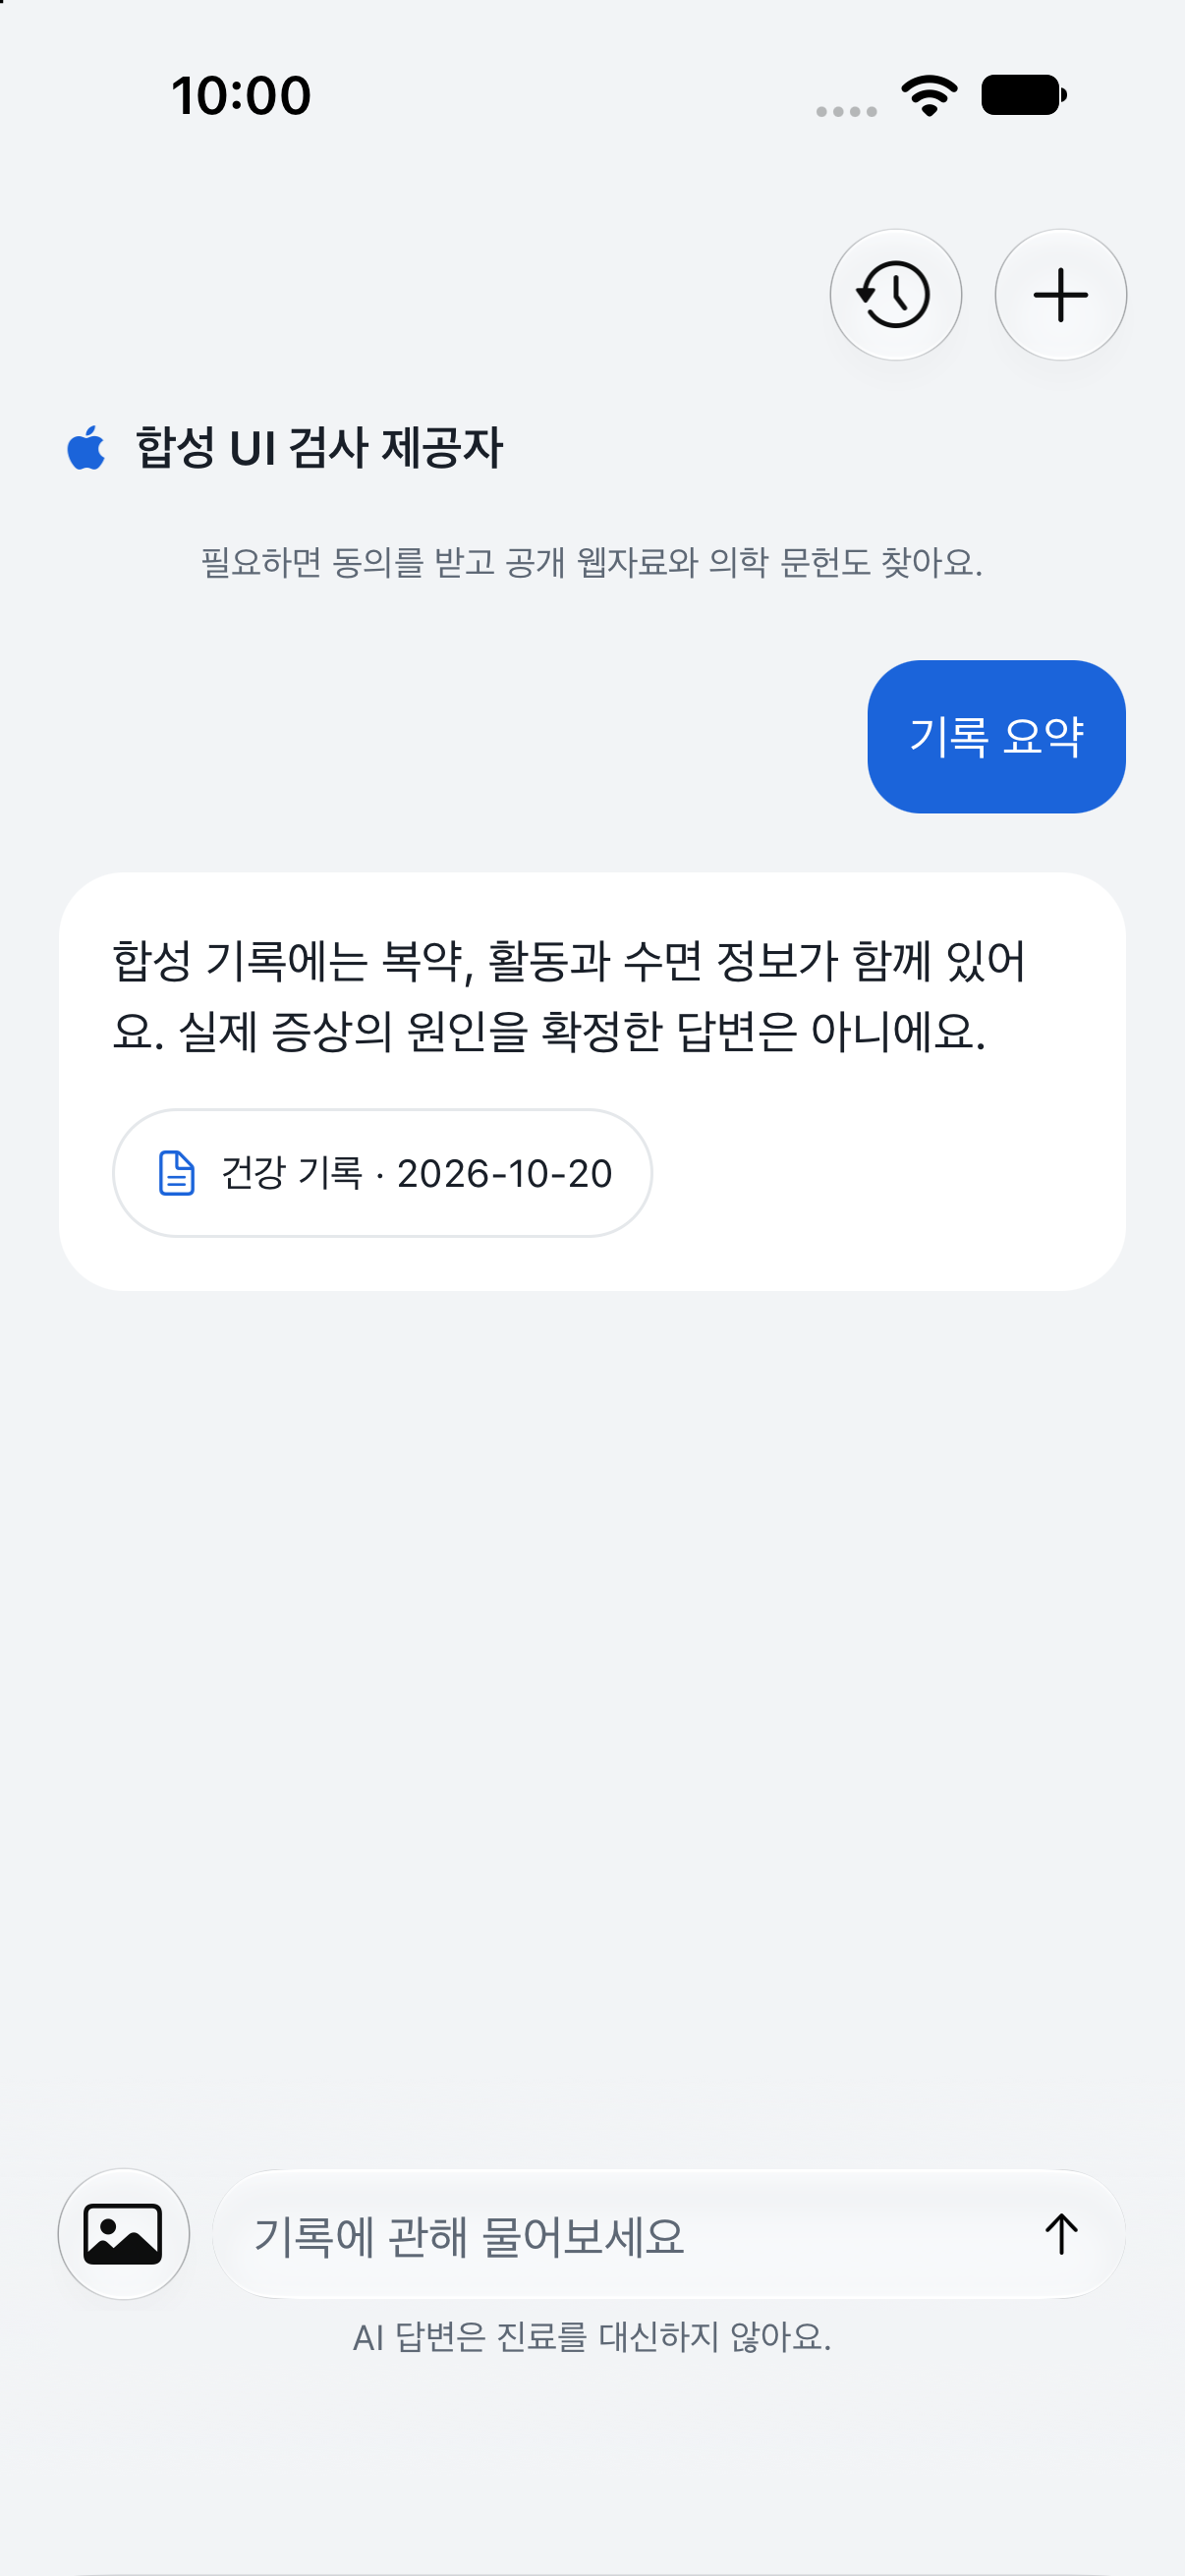 10:00
합성 UI 검사 제공자
필요하면 동의를 받고 공개 웹자료와 의학 문헌도 찾아요.
기록 요약
합성 기록에는 복약, 활동과 수면 정보가 함께 있어
요. 실제 증상의 원인을 확정한 답변은 아니에요.
건강 기록 · 2026-10-20
기록에 관해 물어보세요
AI 답변은 진료를 대신하지 않아요.